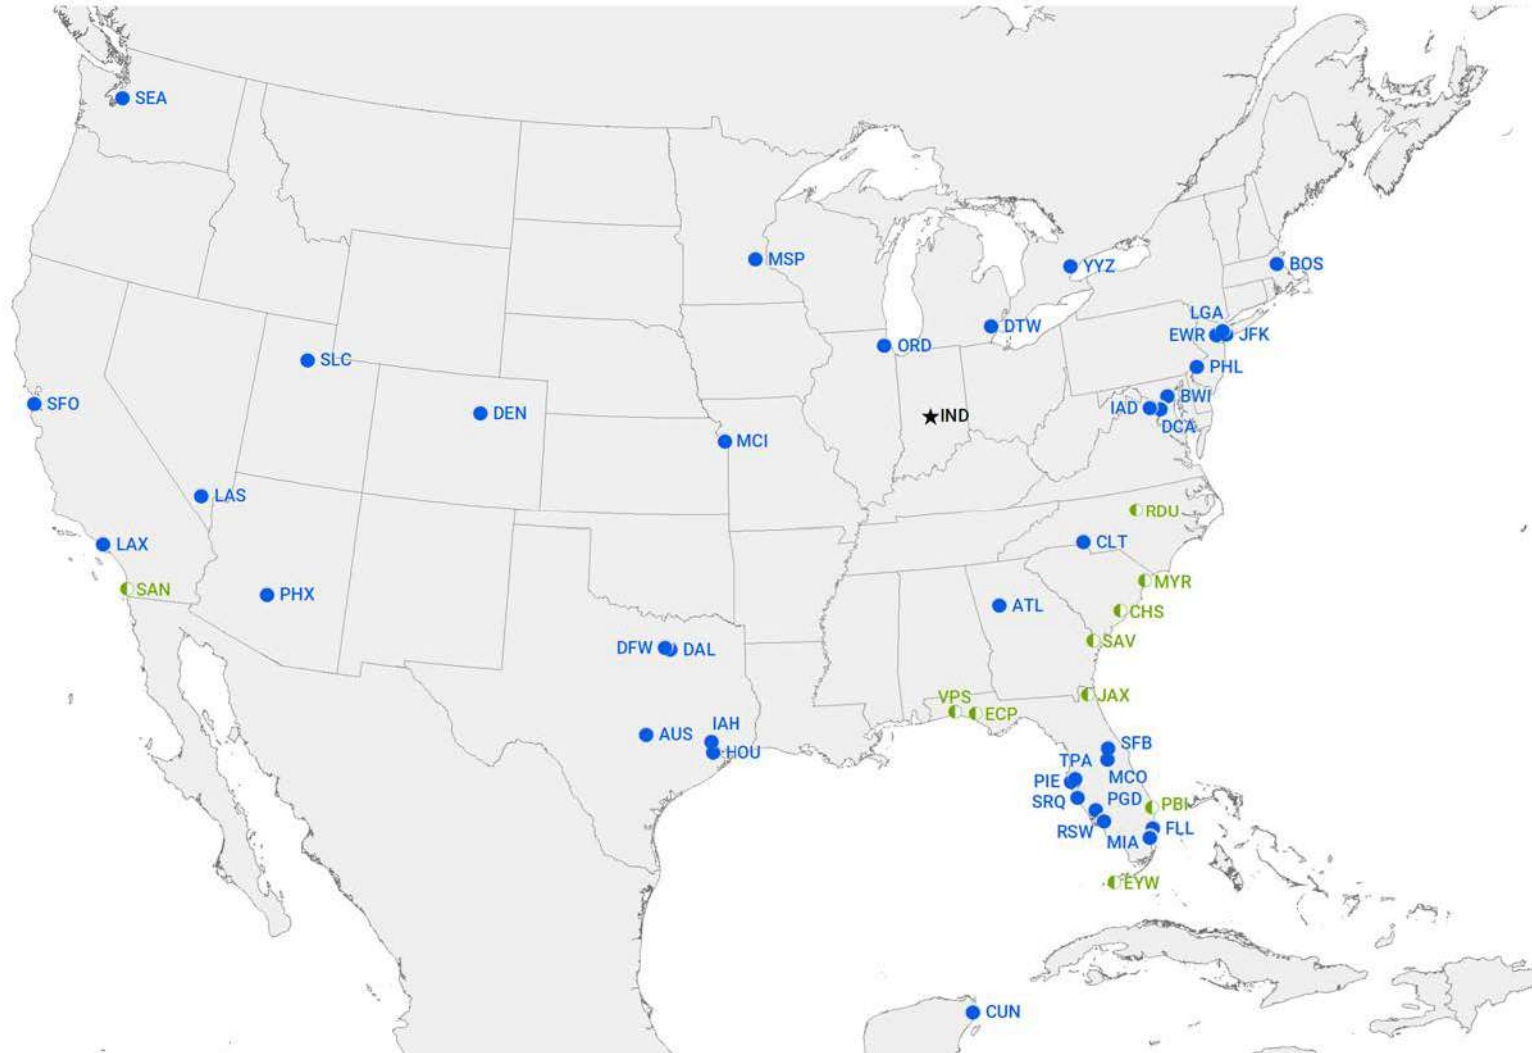 SEA
MSP
YYZ
BOS
LGA
DTW
EWR
JFK
ORD
SLC
PHL
BWI
SFO
IAD
DEN
IND
DCA
MCI
LAS
RDU
CLT
LAX
MYR
SAN
PHX
ATL
CHS
SAV
DFW
DAL
JAX
VPS
ECP
IAH
AUS
SFB
HOU
TPA
MCO
PIE
SRQ
PGD
PBI
RSW
FLL
MIA
EYW
CUN